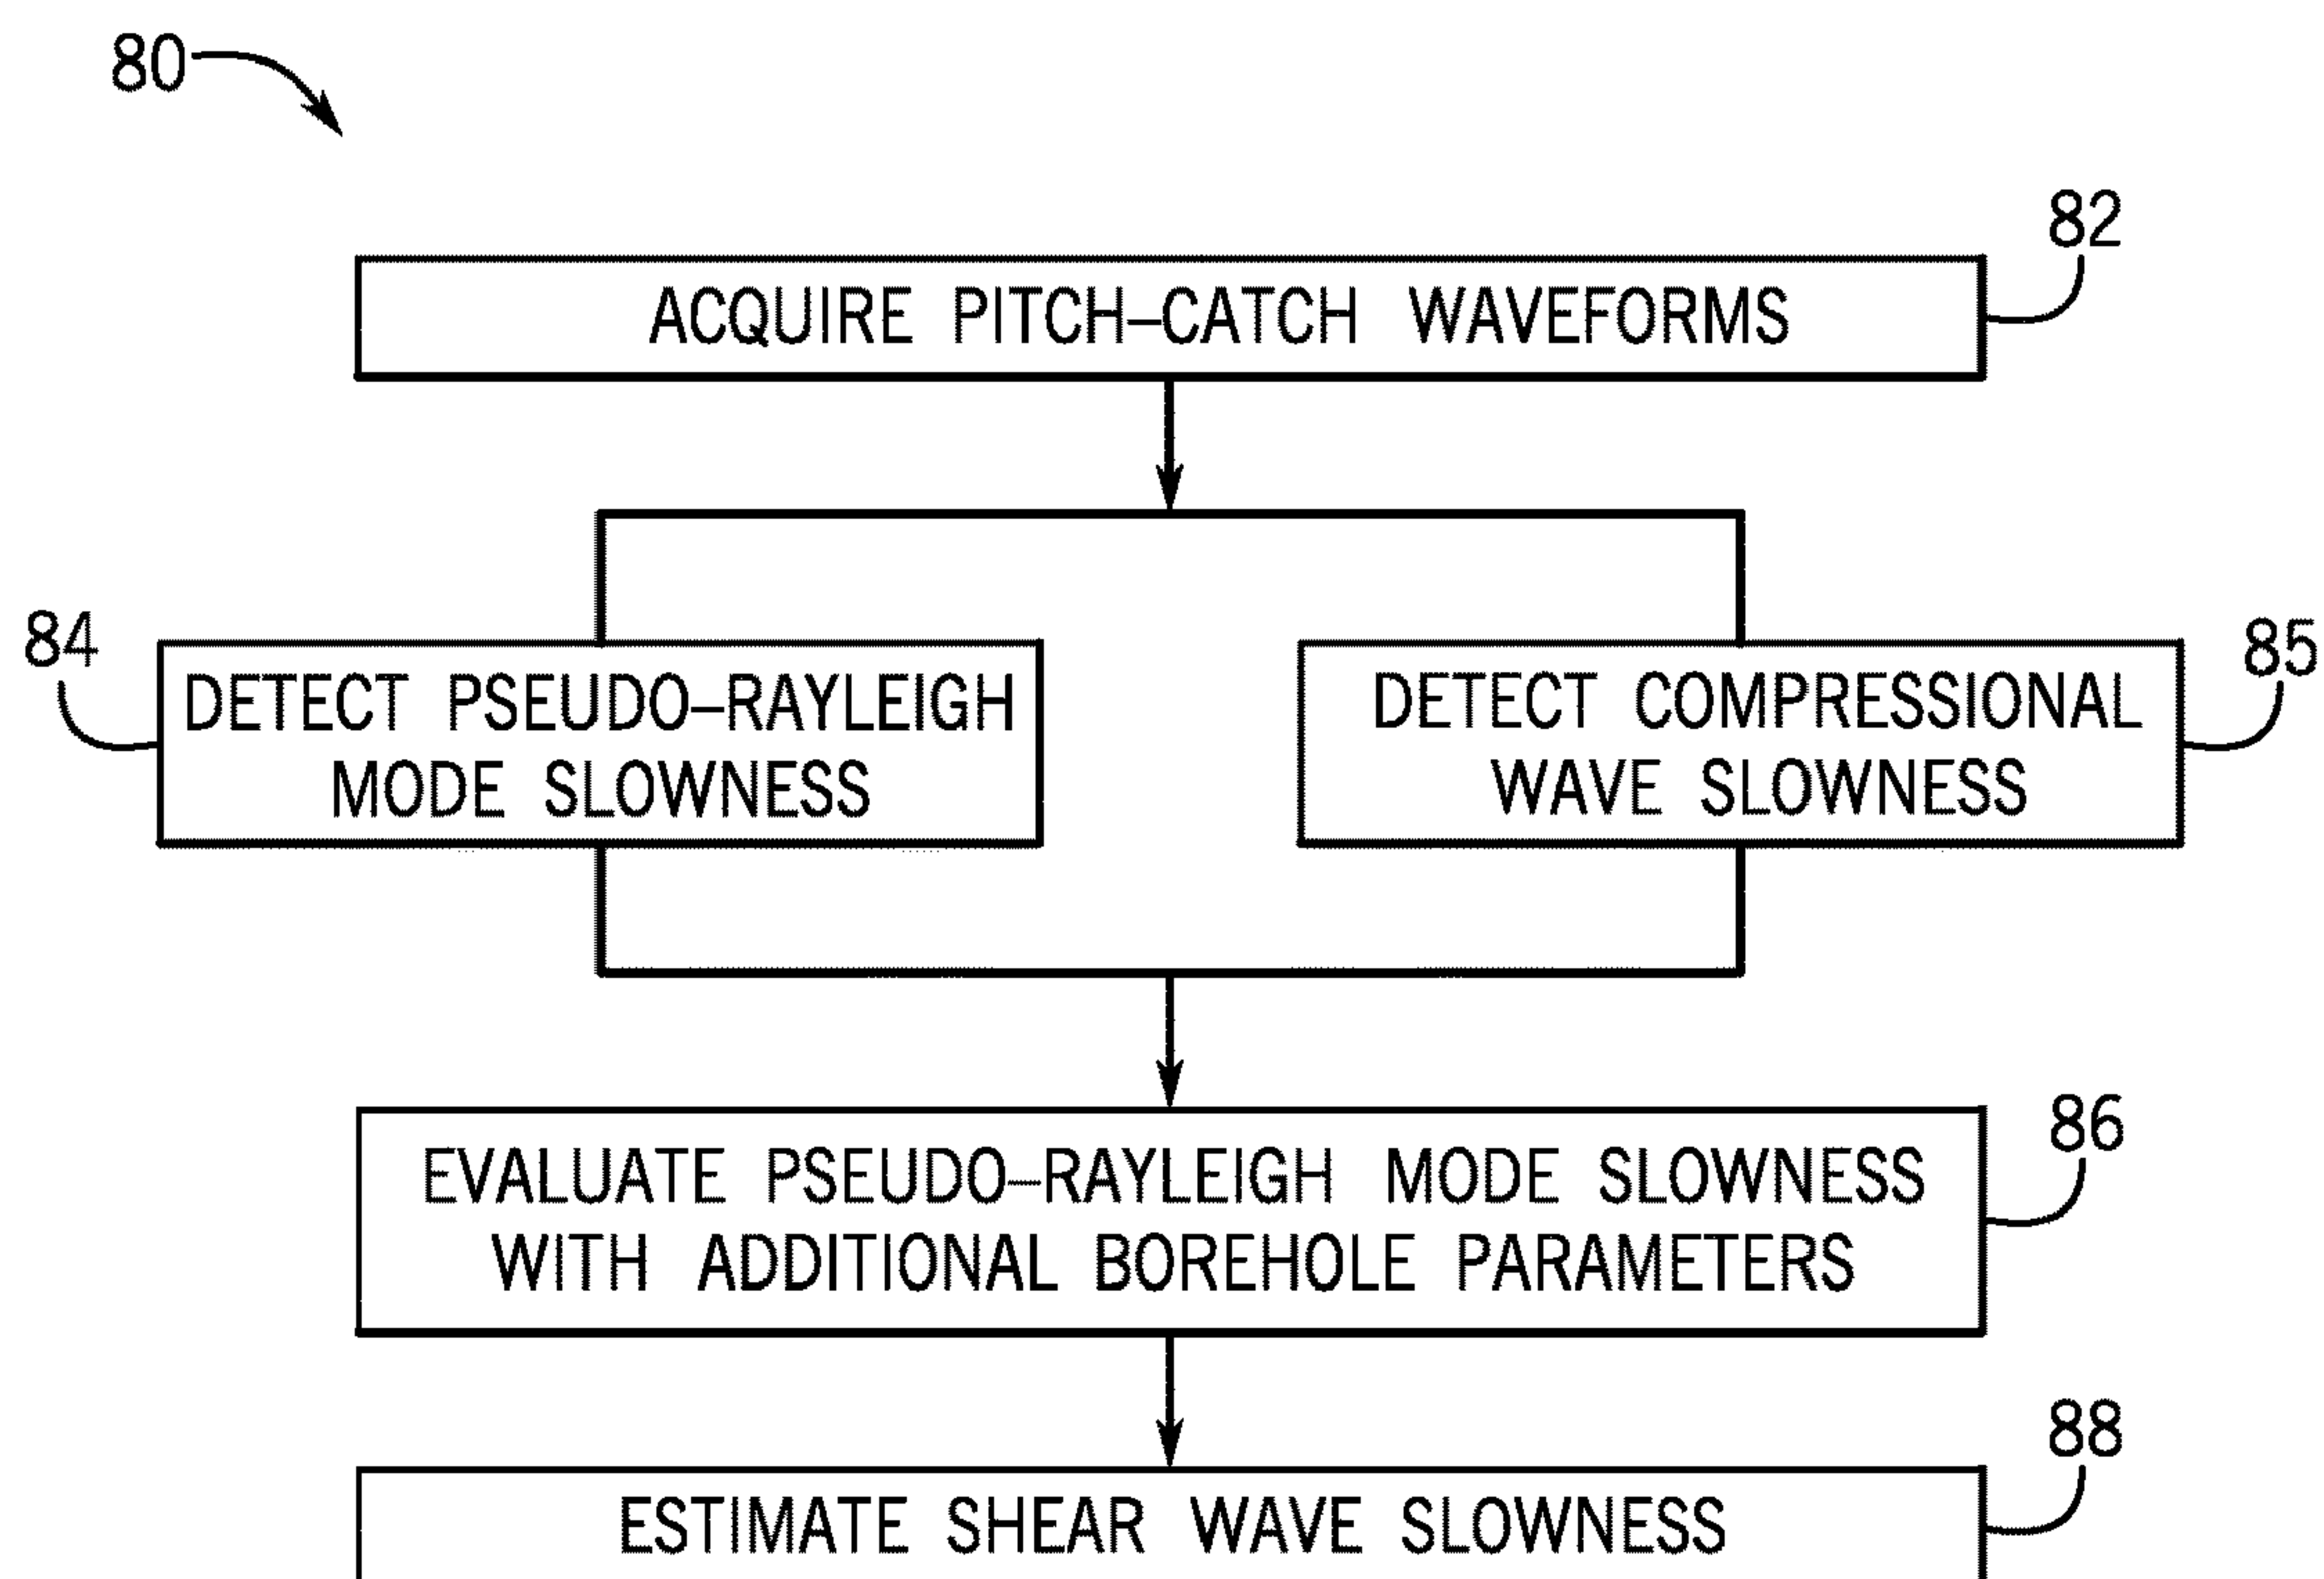 80
82
ACQUIRE PITCH–CATCH WAVEFORMS
84
DETECT PSEUDO–RAYLEIGH
MODE SLOWNESS
85
DETECT COMPRESSIONAL
WAVE SLOWNESS
86
EVALUATE PSEUDO–RAYLEIGH MODE SLOWNESS
WITH ADDITIONAL BOREHOLE PARAMETERS
88
ESTIMATE SHEAR WAVE SLOWNESS